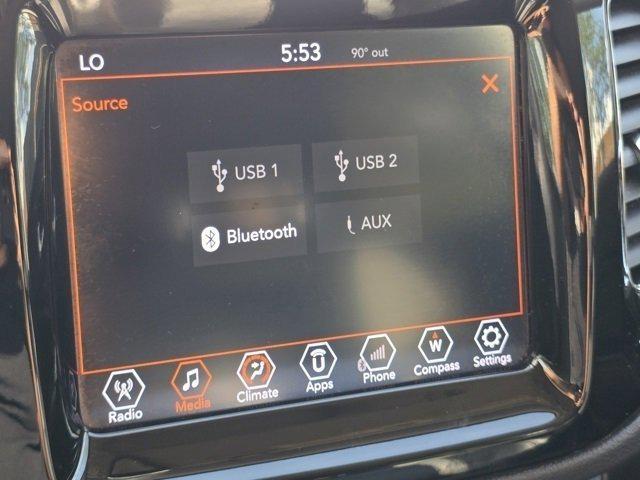 LO 5:53 90° out
Source X
USB 1 USB 2
Bluetooth AUX
W
Radio Media Climate Apps Phone Compass Settings